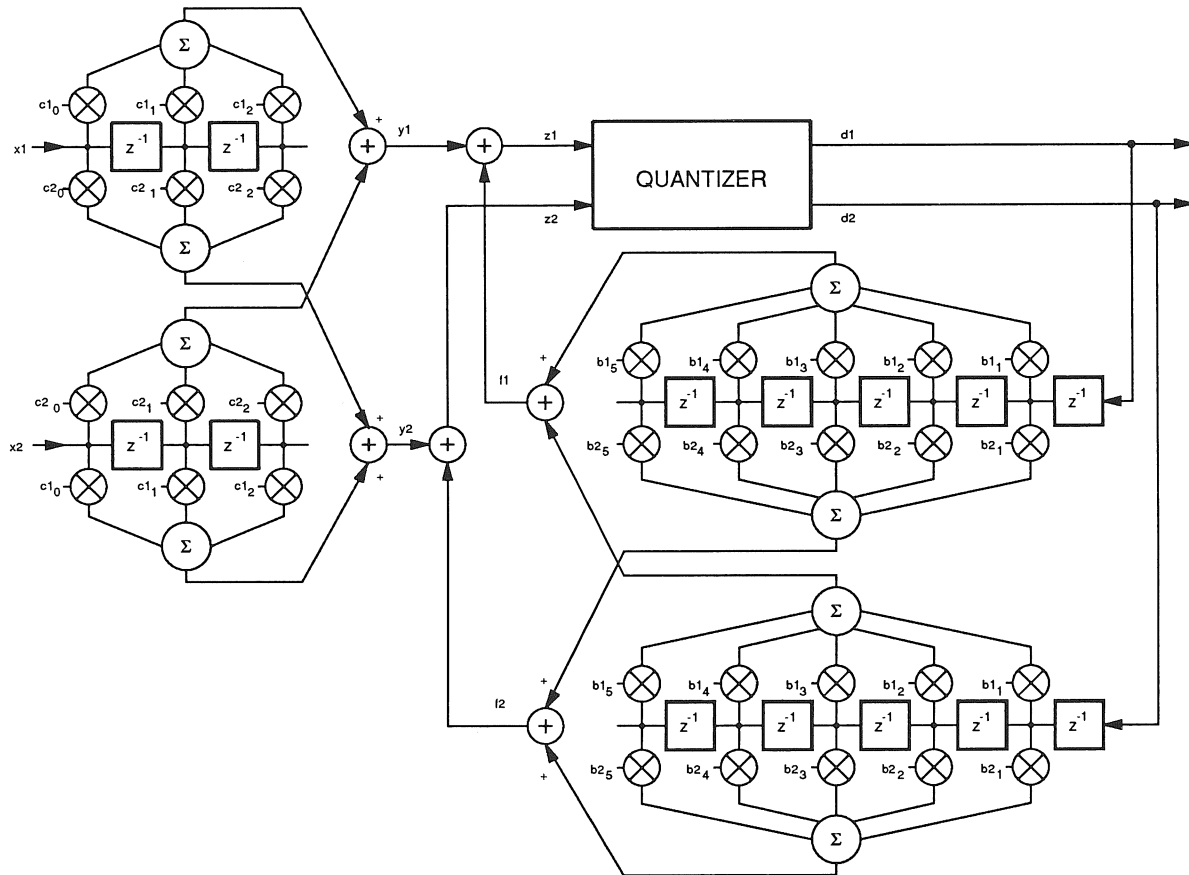 Σ
c1₀ c1₁ c1₂
+ y1 z1 d1
x1 z⁻¹ z⁻¹ + + QUANTIZER
c2₀ c2₁ c2₂
z2 d2
Σ
Σ
Σ
+ b1₅ b1₄ b1₃ b1₂ b1₁
c2₀ c2₁ c2₂
f1 + z⁻¹ z⁻¹ z⁻¹ z⁻¹ z⁻¹
+ y2
x2 z⁻¹ z⁻¹ + +
b2₅ b2₄ b2₃ b2₂ b2₁
c1₀ c1₁ c1₂
+
Σ
Σ
Σ
+ b1₅ b1₄ b1₃ b1₂ b1₁
f2 + z⁻¹ z⁻¹ z⁻¹ z⁻¹ z⁻¹
+ b2₅ b2₄ b2₃ b2₂ b2₁
Σ